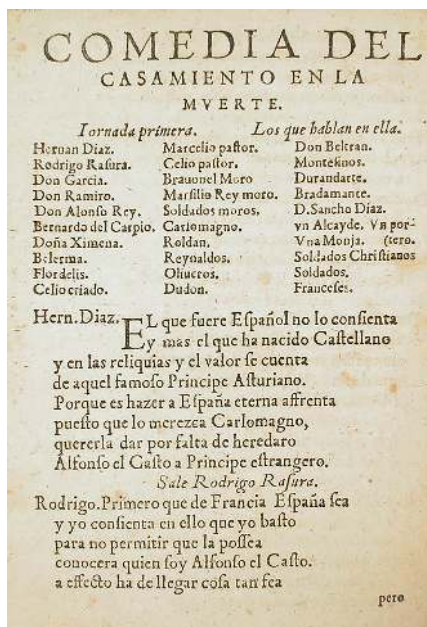 COMEDIA DEL
CASAMIENTO EN LA
MVERTE.
Iornada primera. Los que hablan en ella.
Hernan Diaz. Marcelio pastor. Don Beltran.
Rodrigo Rasura. Celio pastor. Montesinos.
Don Garcia. Brauonel Moro Durandarte.
Don Ramiro. Marsilio Rey moro. Bradamante.
Don Alonso Rey. Soldados moros. D. Sancho Diaz.
Bernardo del Carpio. Carlomagno. vn Alcayde. Vn por-
Doña Ximena. Roldan. Vna Monja. (tero.
Belerma. Reynaldos. Soldados Christianos
Flordelis. Oliueros. Soldados.
Celio criado. Dudon. Franceses.
Hern. Diaz. EL que fuere Español no lo consienta
y mas el que ha nacido Castellano
y en las reliquias y el valor se cuenta
de aquel famoso Principe Asturiano.
Porque es hazer a España eterna affrenta
puesto que lo merezca Carlomagno,
quererla dar por falta de heredaro
Alfonso el Casto a Principe estrangero.
Sale Rodrigo Rasura.
Rodrigo. Primero que de Francia España sea
y yo consienta en ello que yo basto
para no permitir que la possea
conocera quien soy Alfonso el Casto.
a effecto ha de llegar cosa tan fea
pero